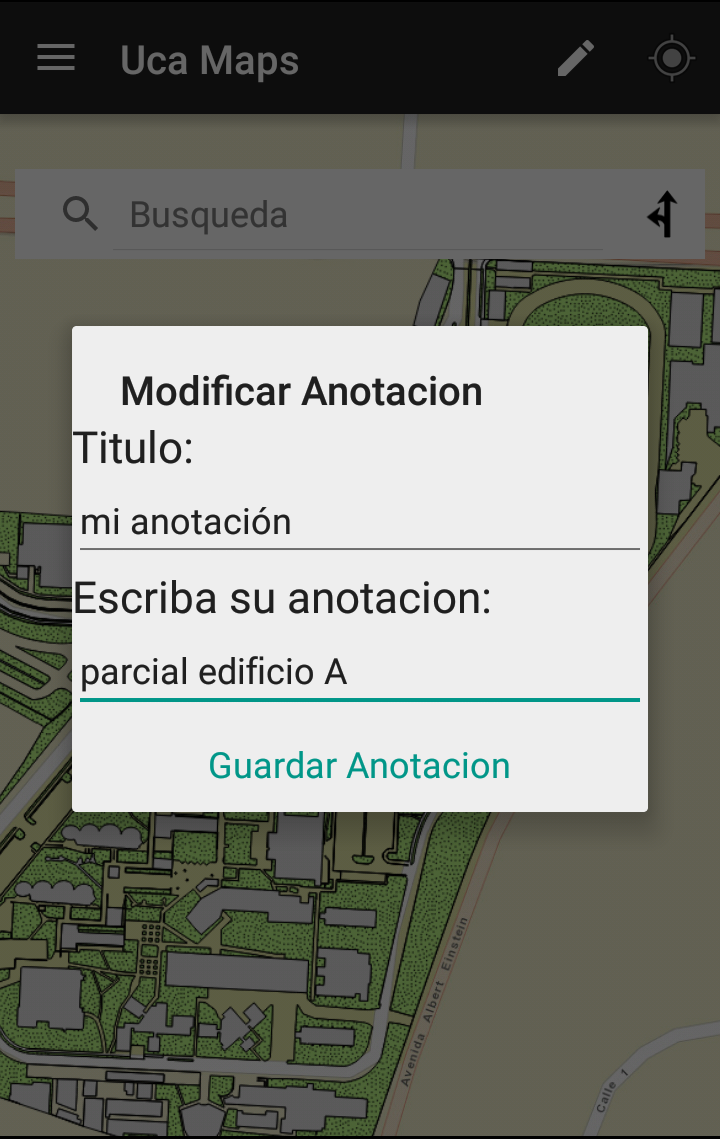 Uca Maps
Busqueda
Modificar Anotacion
Titulo:
mi anotación
Escriba su anotacion:
parcial edificio A
Guardar Anotacion
Avenida Albert Einstein
Calle 1